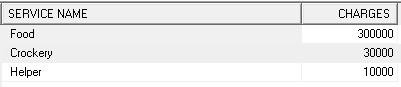 SERVICE NAME CHARGES
Food 300000
Crockery 30000
Helper 10000